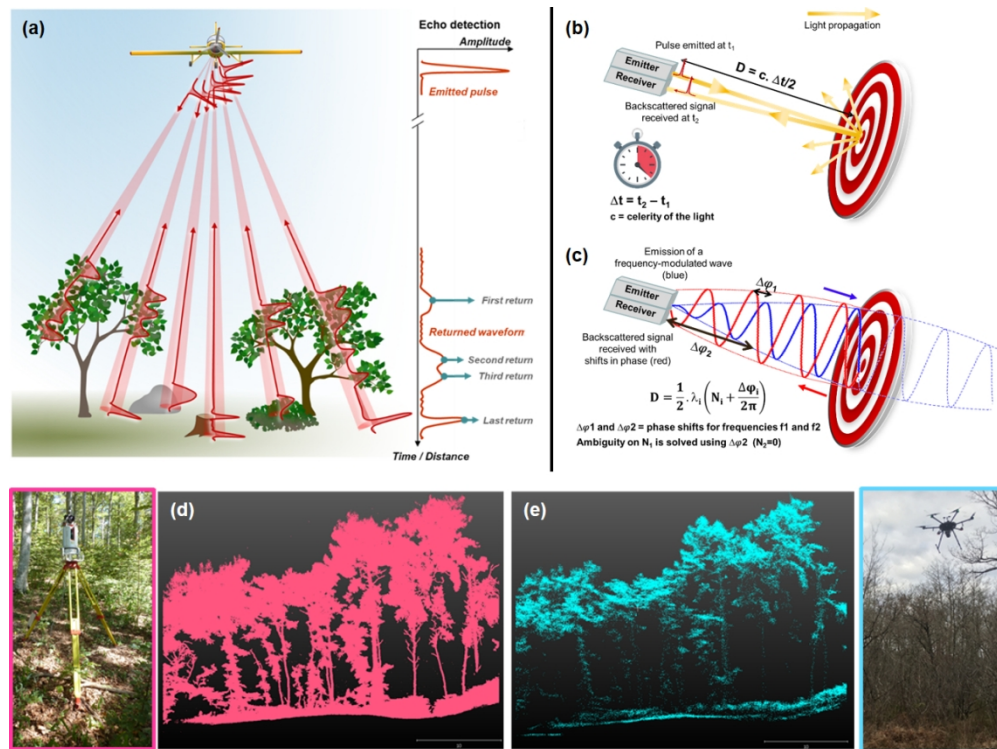 (a)
Echo detection
Amplitude
Emitted pulse
First return
Returned waveforn
Second return
Third return
Last return
Time / Distance
(b)
Light propagation
Pulse emitted at t₁
Emitter
Receiver
D = c. Δt/2
Backscattered signal
received at t₂
Δt = t₂ − t₁
c = celerity of the light
(c)
Emission of a
frequency-modulated wave
(blue)
Δφ₁
Emitter
Receiver
Δφ₂
Backscattered signal
received with
shifts in phase (red)
D = 1/2 . λᵢ (Nᵢ + Δφᵢ/2π)
Δφ1 and Δφ2 = phase shifts for frequencies f1 and f2
Ambiguity on N₁ is solved using Δφ2 (N₂=0)
(d)
(e)